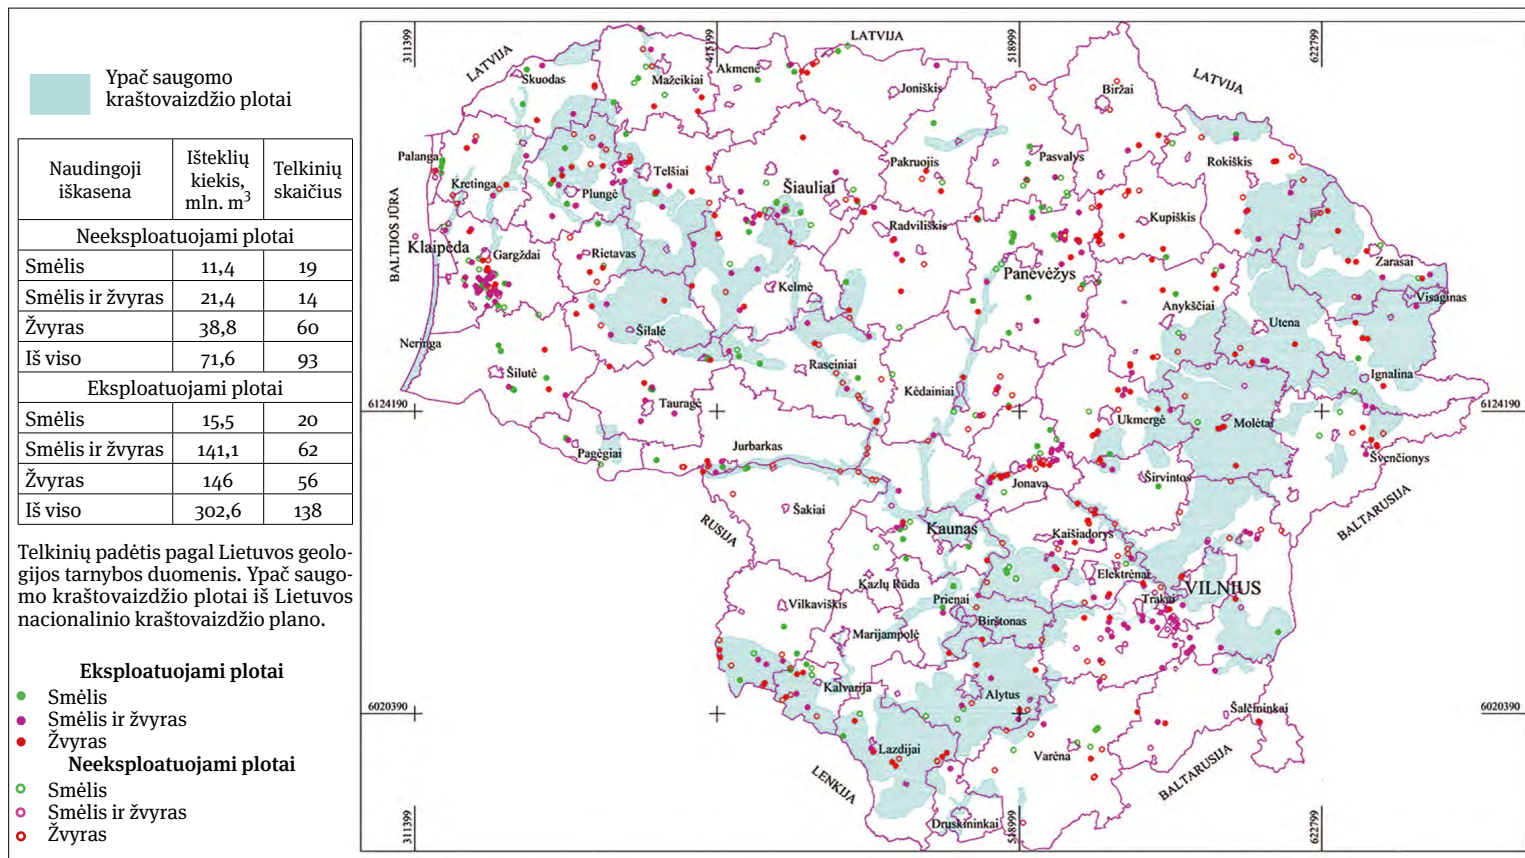 Ypač saugomo
kraštovaizdžio plotai
Naudingoji iškasena | Išteklių kiekis, mln. m³ | Telkinių skaičius
Neeksploatuojami plotai
Smėlis | 11,4 | 19
Smėlis ir žvyras | 21,4 | 14
Žvyras | 38,8 | 60
Iš viso | 71,6 | 93
Eksploatuojami plotai
Smėlis | 15,5 | 20
Smėlis ir žvyras | 141,1 | 62
Žvyras | 146 | 56
Iš viso | 302,6 | 138
Telkinių padėtis pagal Lietuvos geolo-
gijos tarnybos duomenis. Ypač saugo-
mo kraštovaizdžio plotai iš Lietuvos
nacionalinio kraštovaizdžio plano.
Eksploatuojami plotai
Smėlis
Smėlis ir žvyras
Žvyras
Neeksploatuojami plotai
Smėlis
Smėlis ir žvyras
Žvyras
311399
415199
518999
622799
LATVIJA
LATVIJA
LATVIJA
Skuodas
Mažeikiai
Akmenė
Joniškis
Biržai
Palanga
Kretinga
Plungė
Telšiai
Šiauliai
Pakruojis
Pasvalys
Rokiškis
BALTIJOS JŪRA
Klaipėda
Gargždai
Rietavas
Radviliškis
Kupiškis
Panevėžys
Zarasai
Kelmė
Anykščiai
Visaginas
Utena
Neringa
Šilalė
Šilutė
Raseiniai
Kėdainiai
Ignalina
6124190
6124190
Tauragė
Ukmergė
Molėtai
Pagėgiai
Jurbarkas
Švenčionys
Jonava
Širvintos
Šakiai
RUSIJA
Kaunas
Kaišiadorys
BALTARUSIJA
Kazlų Rūda
Elektrėnai
VILNIUS
Vilkaviškis
Prienai
Trakai
Birštonas
Marijampolė
Kalvarija
Alytus
6020390
6020390
Šalčininkai
Lazdijai
Varėna
LENKIJA
BALTARUSIJA
Druskininkai
311399
518999
622799